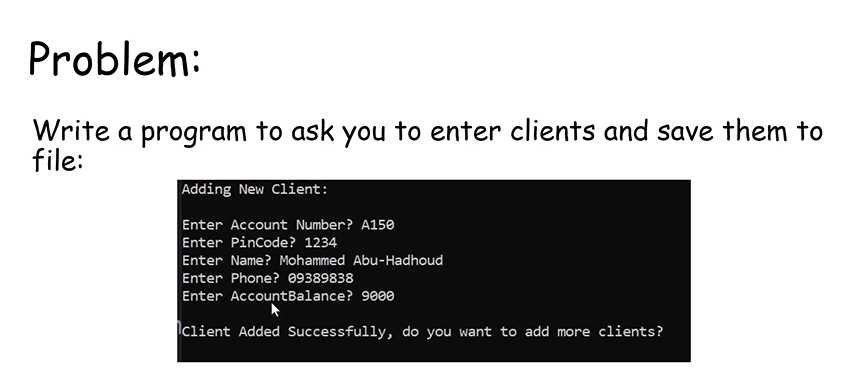 Problem:
Write a program to ask you to enter clients and save them to
file:
Adding New Client:
Enter Account Number? A150
Enter PinCode? 1234
Enter Name? Mohammed Abu-Hadhoud
Enter Phone? 09389838
Enter AccountBalance? 9000
Client Added Successfully, do you want to add more clients?